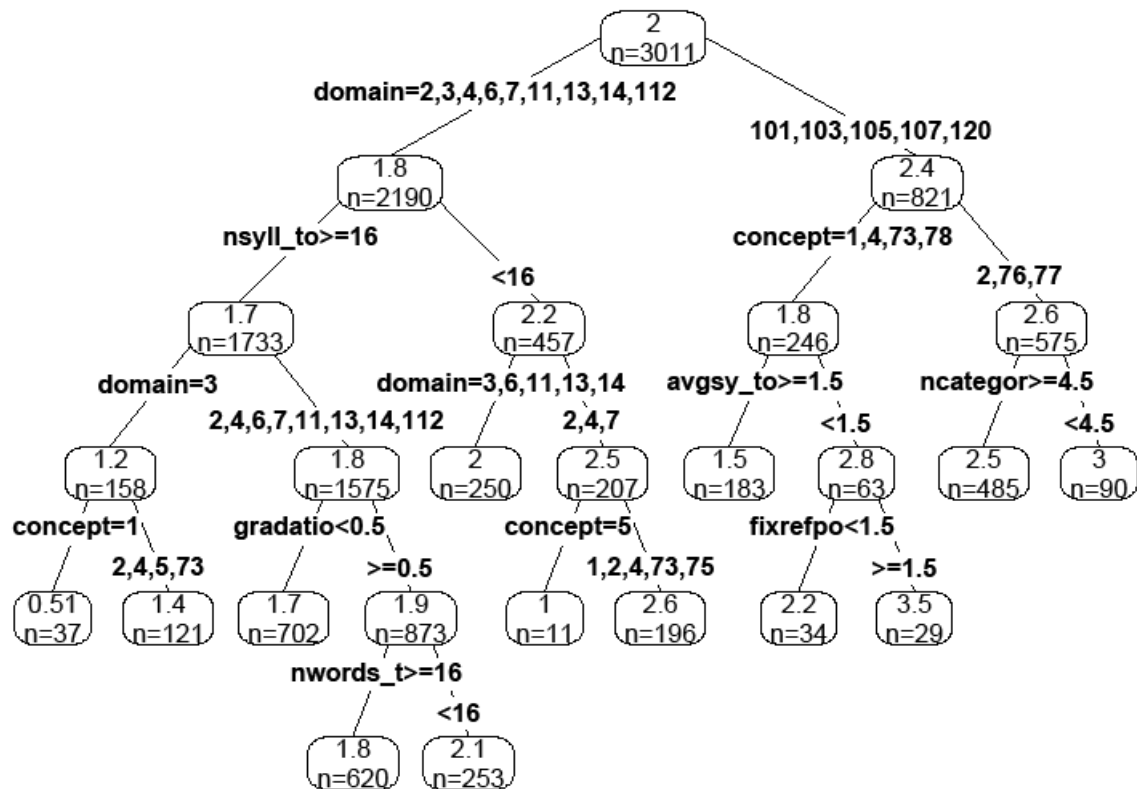 2
n=3011
domain=2,3,4,6,7,11,13,14,112
101,103,105,107,120
1.8
n=2190
2.4
n=821
nsyll_to>=16
<16
concept=1,4,73,78
2,76,77
1.7
n=1733
2.2
n=457
1.8
n=246
2.6
n=575
domain=3
2,4,6,7,11,13,14,112
domain=3,6,11,13,14
2,4,7
avgsy_to>=1.5
<1.5
ncategor>=4.5
<4.5
1.2
n=158
1.8
n=1575
2
n=250
2.5
n=207
1.5
n=183
2.8
n=63
2.5
n=485
3
n=90
concept=1
2,4,5,73
gradatio<0.5
>=0.5
concept=5
1,2,4,73,75
fixrefpo<1.5
>=1.5
0.51
n=37
1.4
n=121
1.7
n=702
1.9
n=873
1
n=11
2.6
n=196
2.2
n=34
3.5
n=29
nwords_t>=16
<16
1.8
n=620
2.1
n=253